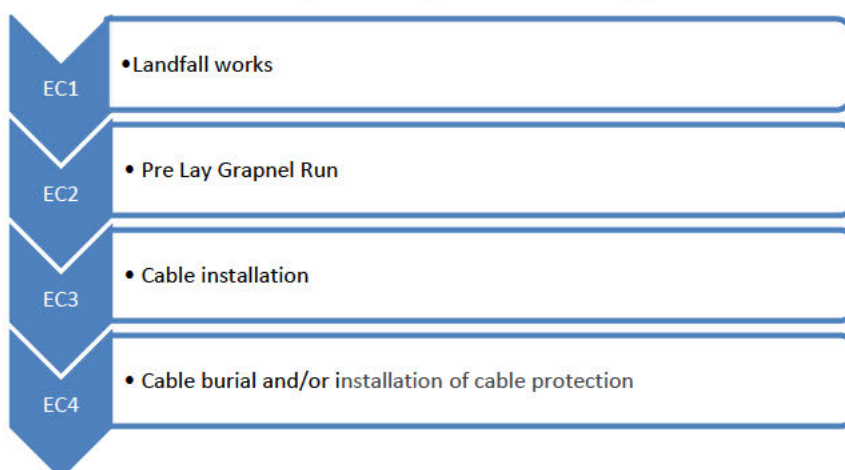 EC1
•Landfall works
EC2
• Pre Lay Grapnel Run
EC3
• Cable installation
EC4
• Cable burial and/or installation of cable protection